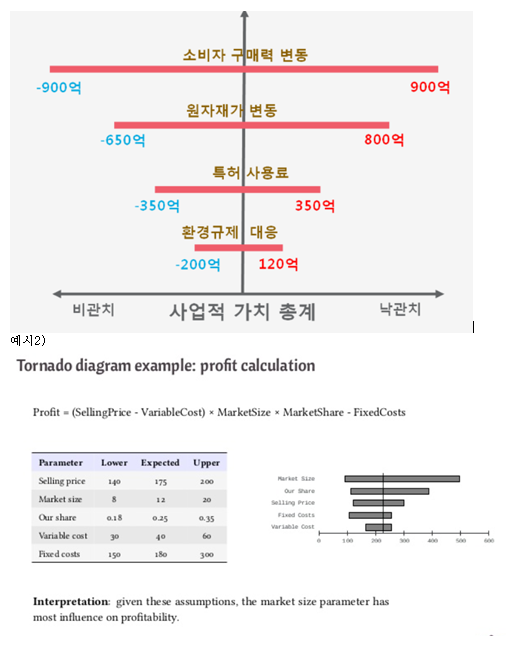 소비자 구매력 변동
-900억 900억
원자재가 변동
-650억 800억
특허 사용료
-350억 350억
환경규제 대응
-200억 120억
비관치 사업적 가치 총계 낙관치
예시2)
Tornado diagram example: profit calculation
Profit = (SellingPrice - VariableCost) × MarketSize × MarketShare - FixedCosts
Parameter Lower Expected Upper
Selling price 140 175 200
Market size 8 12 20
Our share 0.18 0.25 0.35
Variable cost 30 40 60
Fixed costs 150 180 300
Market Size
Our Share
Selling Price
Fixed Costs
Variable Cost
0 100 200 300 400 500 600
Interpretation: given these assumptions, the market size parameter has
most influence on profitability.